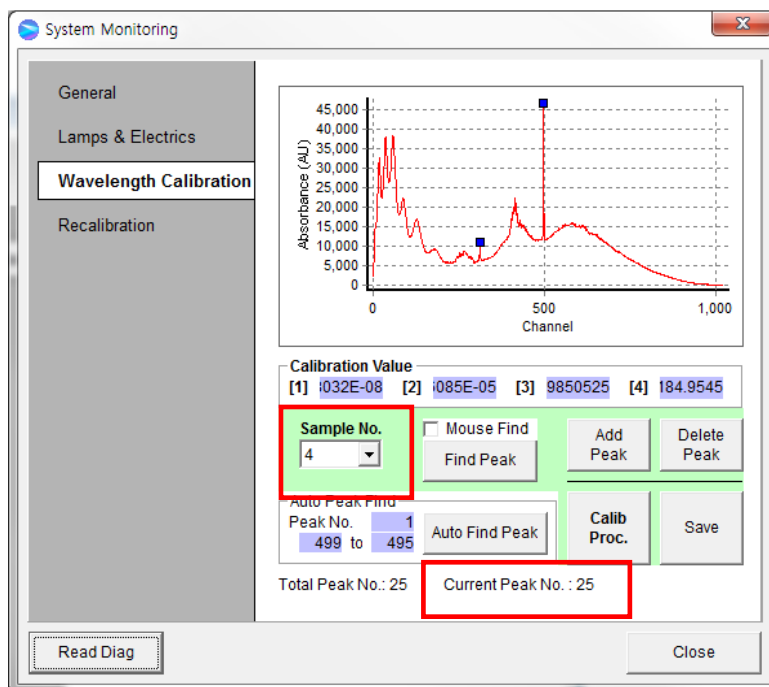 System Monitoring
General
Lamps & Electrics
Wavelength Calibration
Recalibration
45,000
40,000
35,000
30,000
25,000
20,000
15,000
10,000
5,000
0
Absorbance (AU)
0 500 1,000
Channel
Calibration Value
[1] 032E-08 [2] 085E-05 [3] 9850525 [4] 184.9545
Sample No.
4
Mouse Find
Find Peak
Add Peak
Delete Peak
Auto Peak Find
Peak No. 1
499 to 495
Auto Find Peak
Calib Proc.
Save
Total Peak No.: 25 Current Peak No. : 25
Read Diag
Close